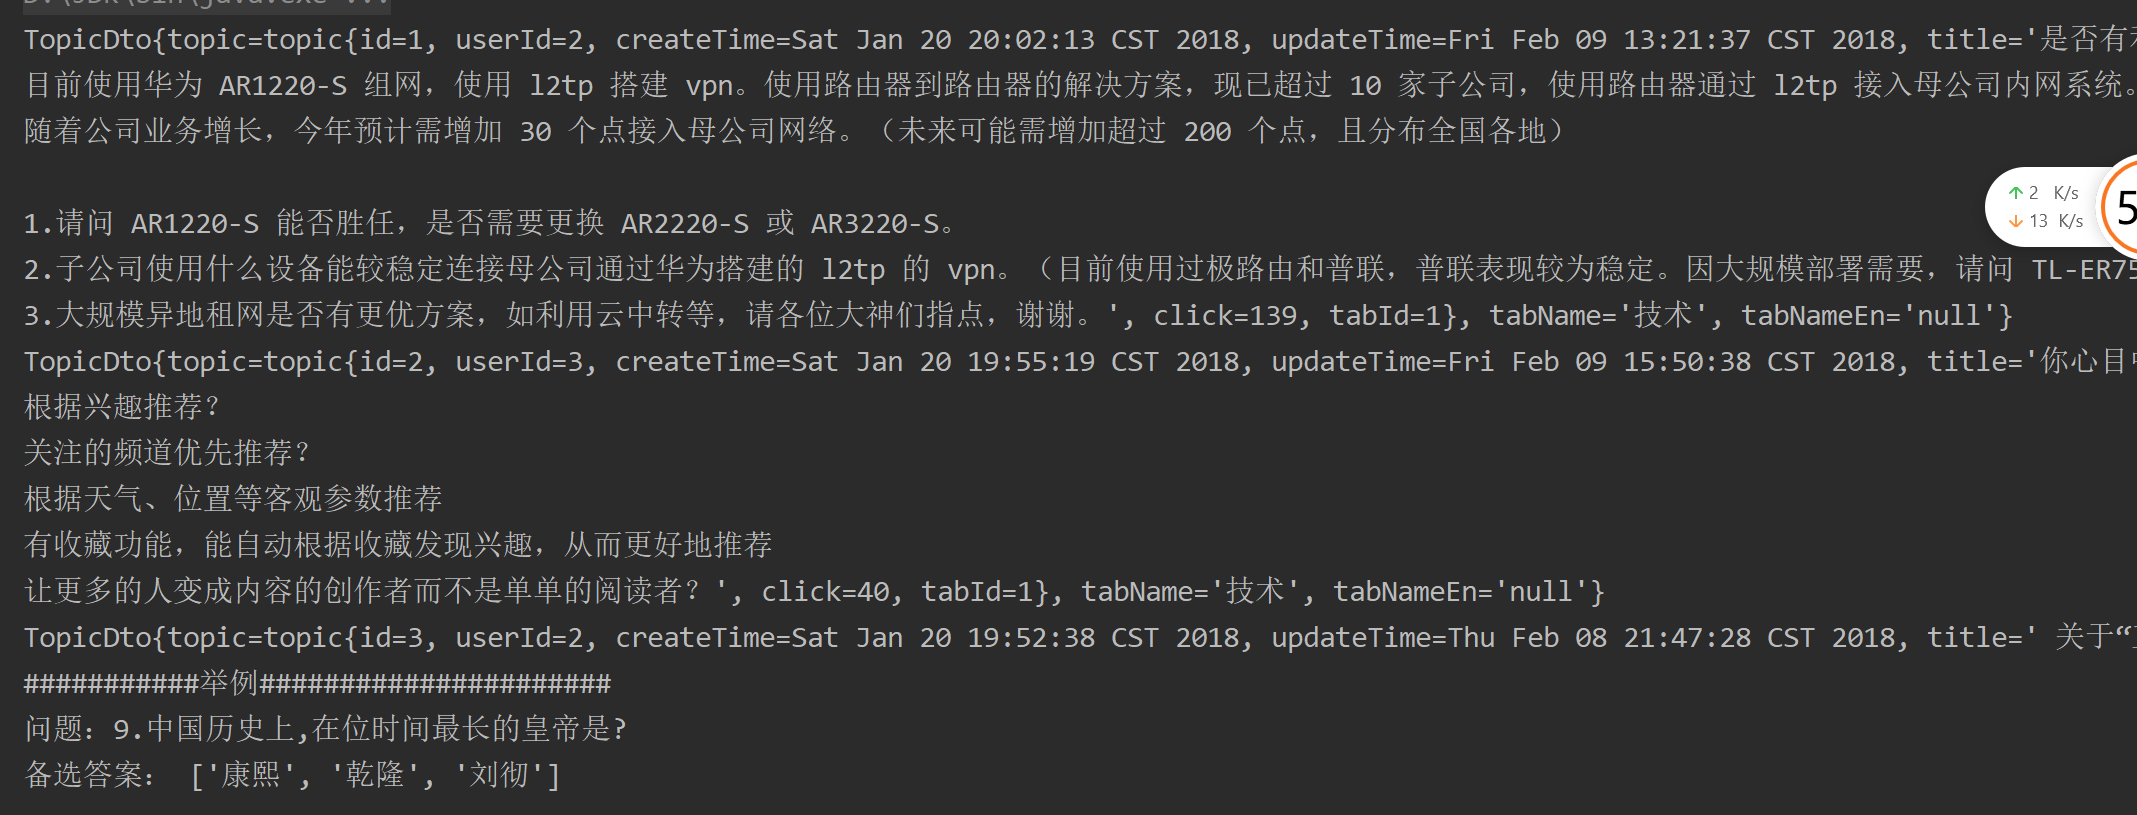 TopicDto{topic=topic{id=1, userId=2, createTime=Sat Jan 20 20:02:13 CST 2018, updateTime=Fri Feb 09 13:21:37 CST 2018, title='是否有
目前使用华为 AR1220-S 组网，使用 l2tp 搭建 vpn。使用路由器到路由器的解决方案，现已超过 10 家子公司，使用路由器通过 l2tp 接入母公司内网系统。
随着公司业务增长，今年预计需增加 30 个点接入母公司网络。（未来可能需增加超过 200 个点，且分布全国各地）
↑ 2 K/s
↓ 13 K/s
5
1.请问 AR1220-S 能否胜任，是否需要更换 AR2220-S 或 AR3220-S。
2.子公司使用什么设备能较稳定连接母公司通过华为搭建的 l2tp 的 vpn。（目前使用过极路由和普联，普联表现较为稳定。因大规模部署需要，请问 TL-ER75
3.大规模异地租网是否有更优方案，如利用云中转等，请各位大神们指点，谢谢。', click=139, tabId=1}, tabName='技术', tabNameEn='null'}
TopicDto{topic=topic{id=2, userId=3, createTime=Sat Jan 20 19:55:19 CST 2018, updateTime=Fri Feb 09 15:50:38 CST 2018, title='你心目
根据兴趣推荐？
关注的频道优先推荐？
根据天气、位置等客观参数推荐
有收藏功能，能自动根据收藏发现兴趣，从而更好地推荐
让更多的人变成内容的创作者而不是单单的阅读者？', click=40, tabId=1}, tabName='技术', tabNameEn='null'}
TopicDto{topic=topic{id=3, userId=2, createTime=Sat Jan 20 19:52:38 CST 2018, updateTime=Thu Feb 08 21:47:28 CST 2018, title=' 关于“
###########举例######################
问题：9.中国历史上,在位时间最长的皇帝是?
备选答案： ['康熙', '乾隆', '刘彻']